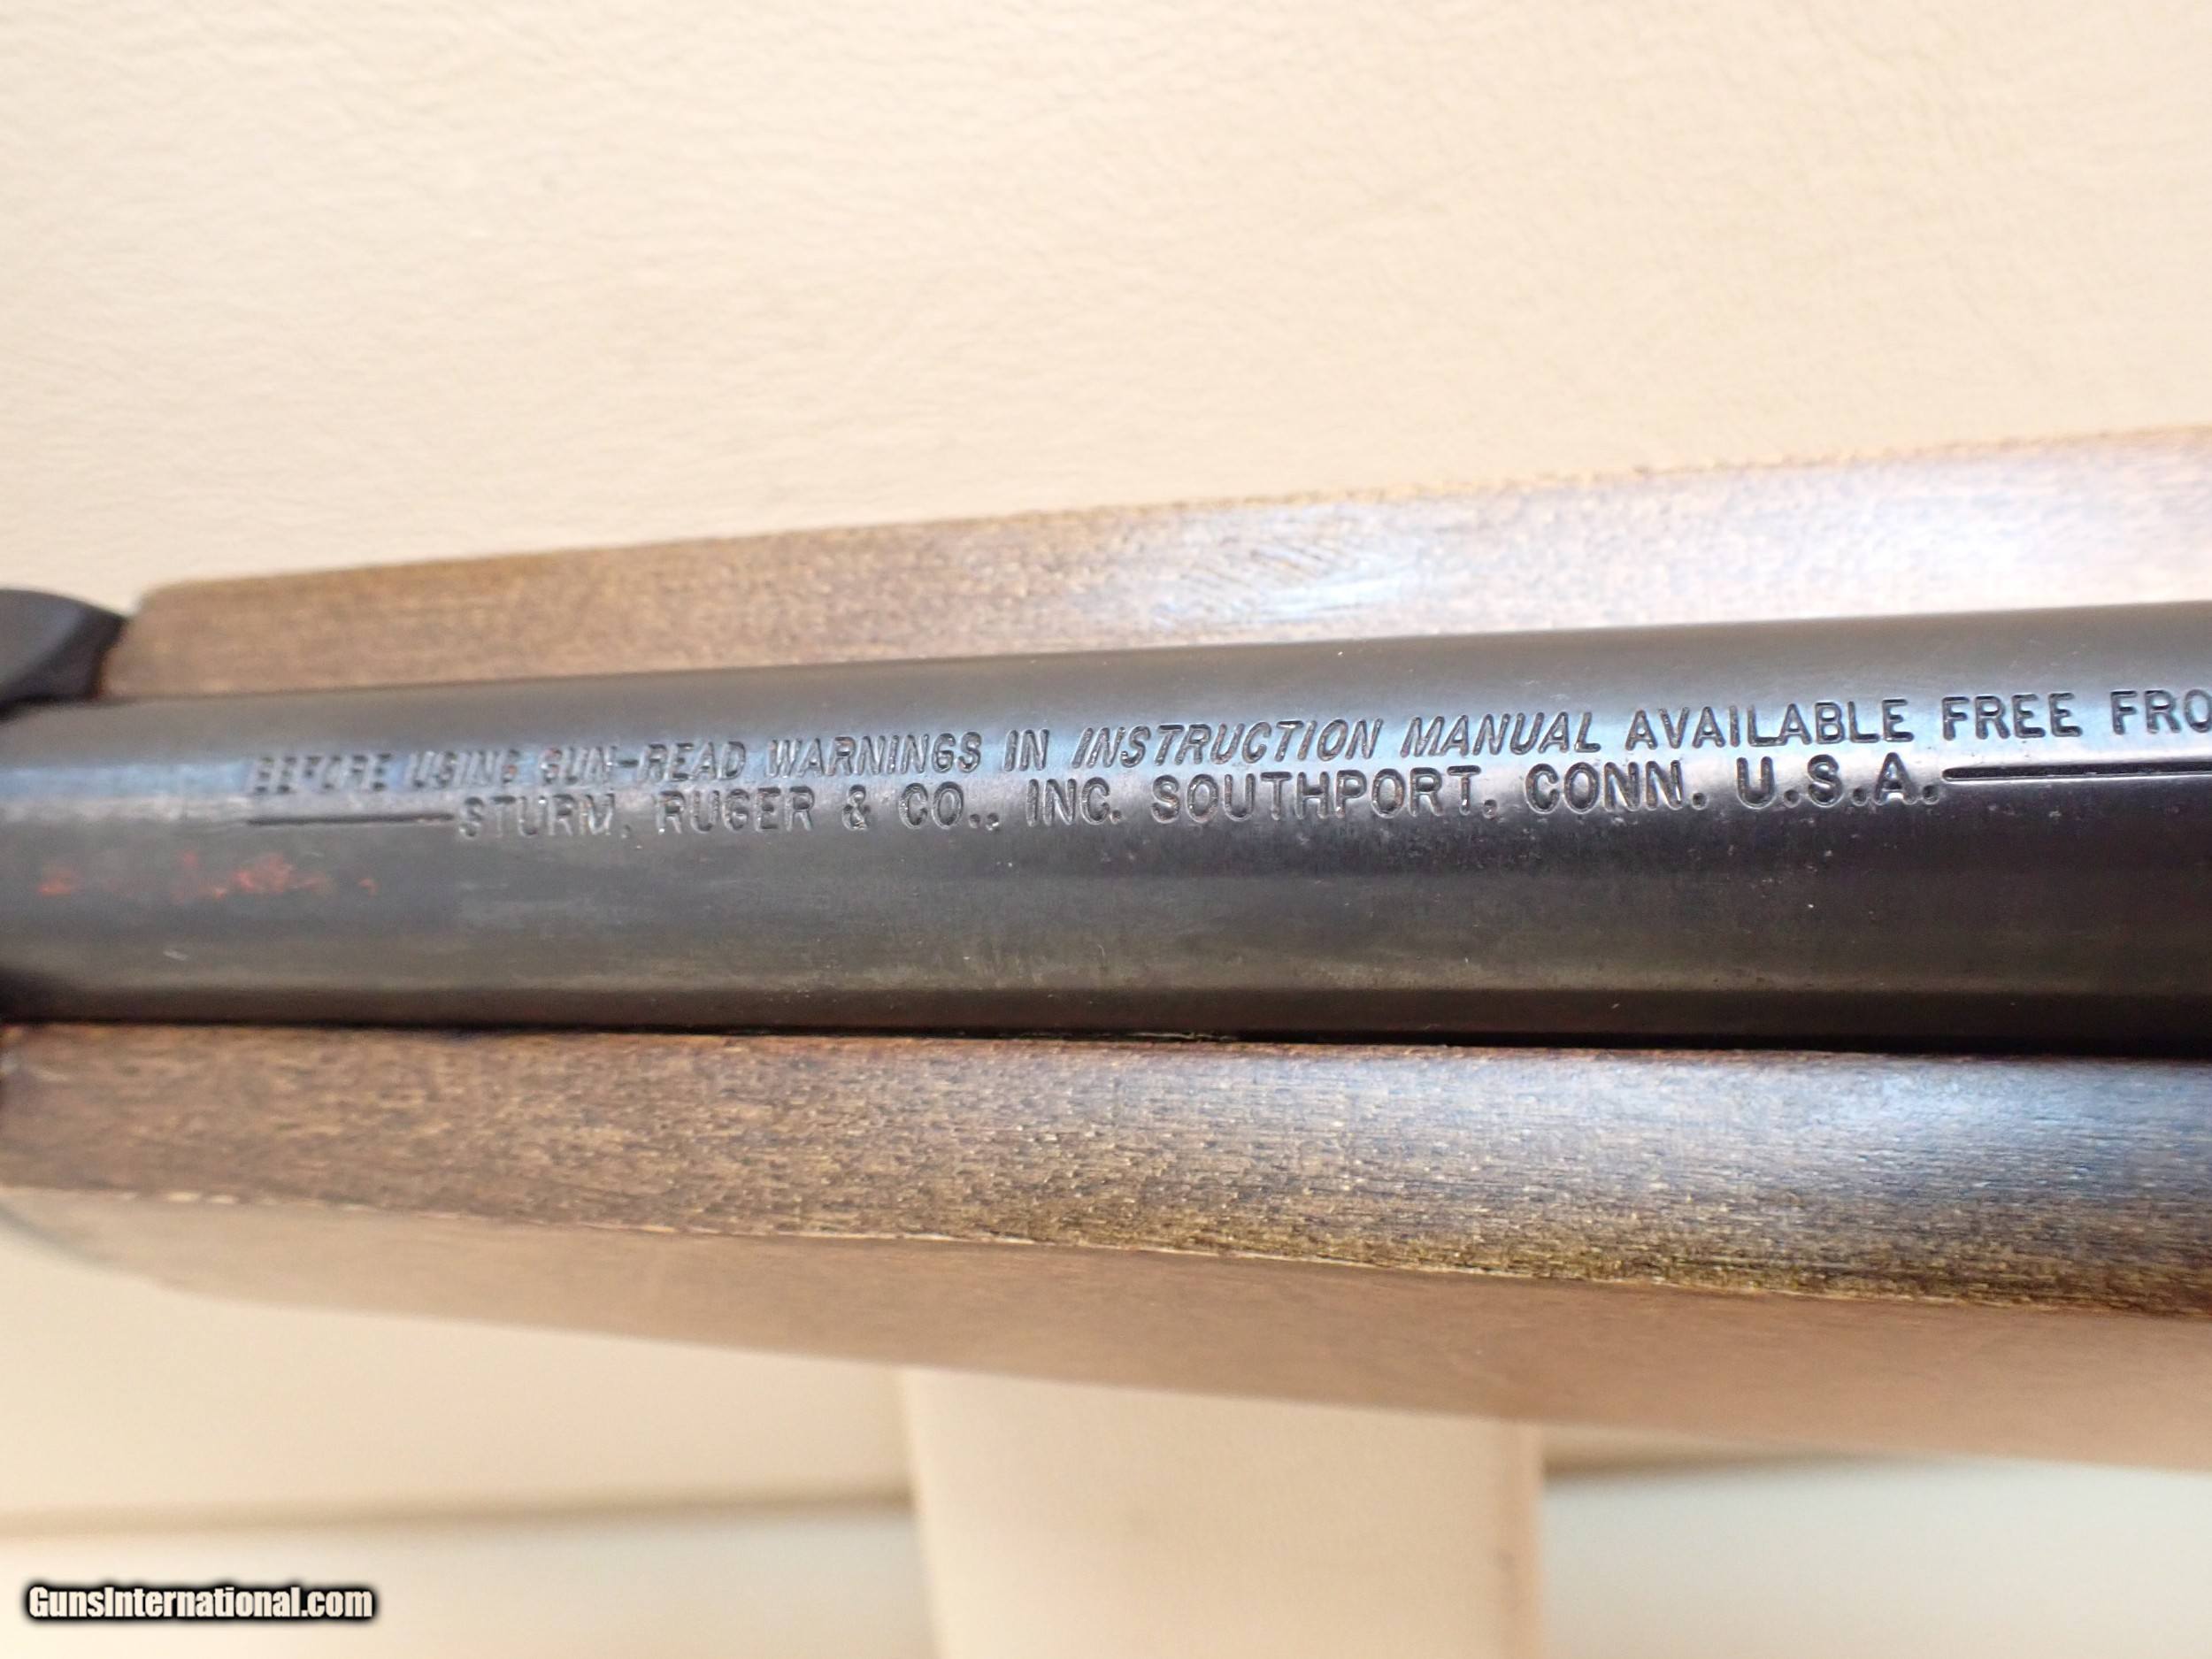 BEFORE USING GUN-READ WARNINGS IN INSTRUCTION MANUAL AVAILABLE FREE FRO
STURM, RUGER & CO., INC. SOUTHPORT, CONN. U.S.A.
GunsInternational.com